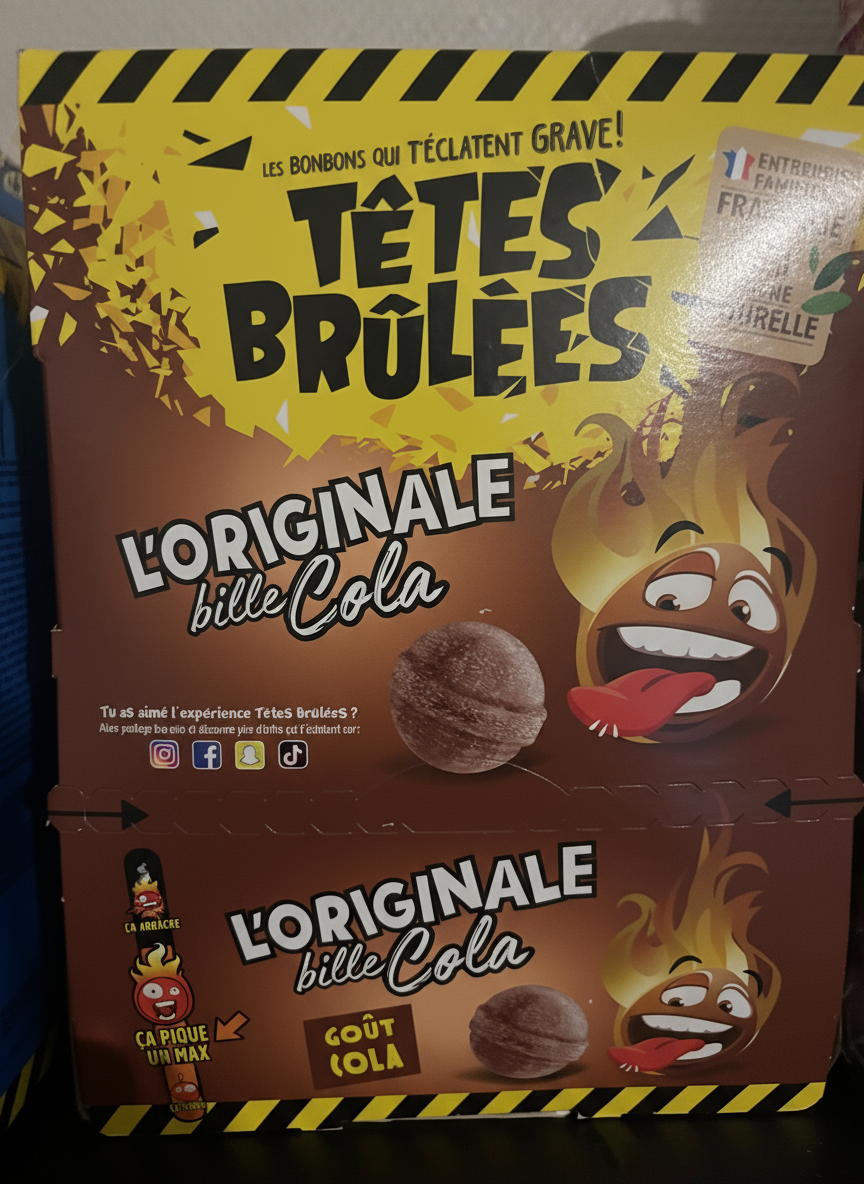 LES BONBONS QUI T'ÉCLATENT GRAVE!
TÊTES
BRÛLÉES
L'ORIGINALE
bille Cola
Tu as aimé l'expérience Têtes Brûlées ?
ÇA ARRACHE
ÇA PIQUE
UN MAX
L'ORIGINALE
bille Cola
GOÛT
COLA